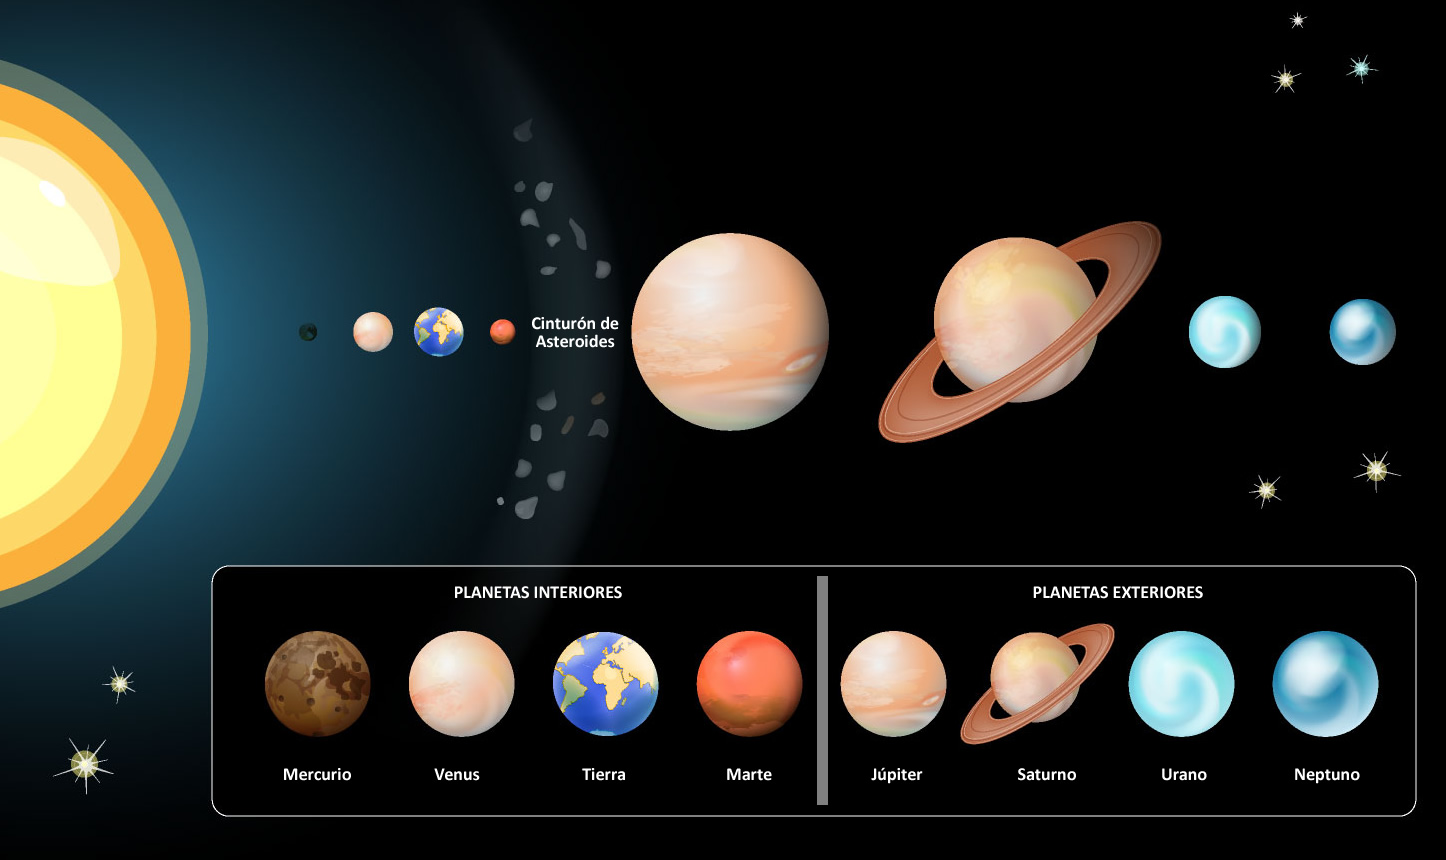 Cinturón de
Asteroides
PLANETAS INTERIORES
PLANETAS EXTERIORES
Mercurio
Venus
Tierra
Marte
Júpiter
Saturno
Urano
Neptuno